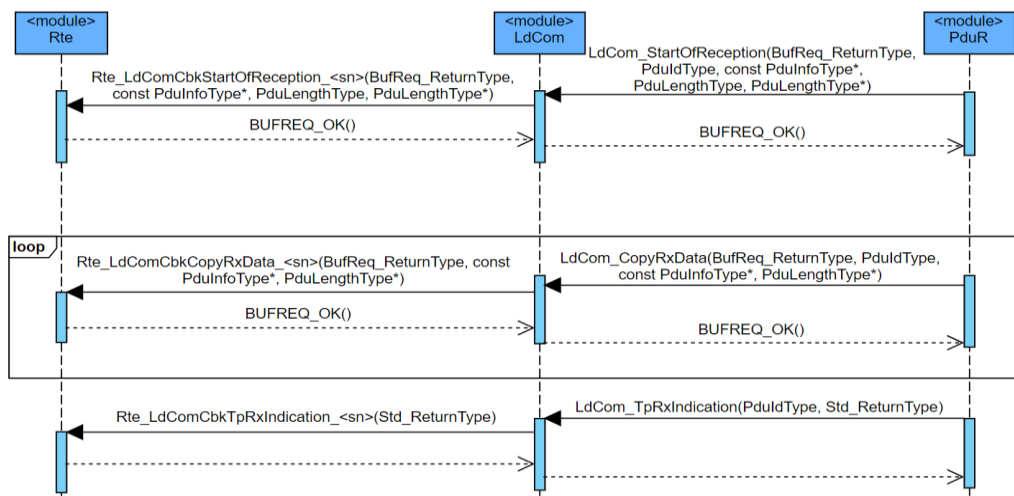 <module>
Rte
<module>
LdCom
<module>
PduR
LdCom_StartOfReception(BufReq_ReturnType,
PduIdType, const PduInfoType*,
PduLengthType, PduLengthType*)
Rte_LdComCbkStartOfReception_<sn>(BufReq_ReturnType,
const PduInfoType*, PduLengthType, PduLengthType*)
BUFREQ_OK()
BUFREQ_OK()
loop
LdCom_CopyRxData(BufReq_ReturnType, PduIdType,
const PduInfoType*, PduLengthType*)
Rte_LdComCbkCopyRxData_<sn>(BufReq_ReturnType, const
PduInfoType*, PduLengthType*)
BUFREQ_OK()
BUFREQ_OK()
LdCom_TpRxIndication(PduIdType, Std_ReturnType)
Rte_LdComCbkTpRxIndication_<sn>(Std_ReturnType)